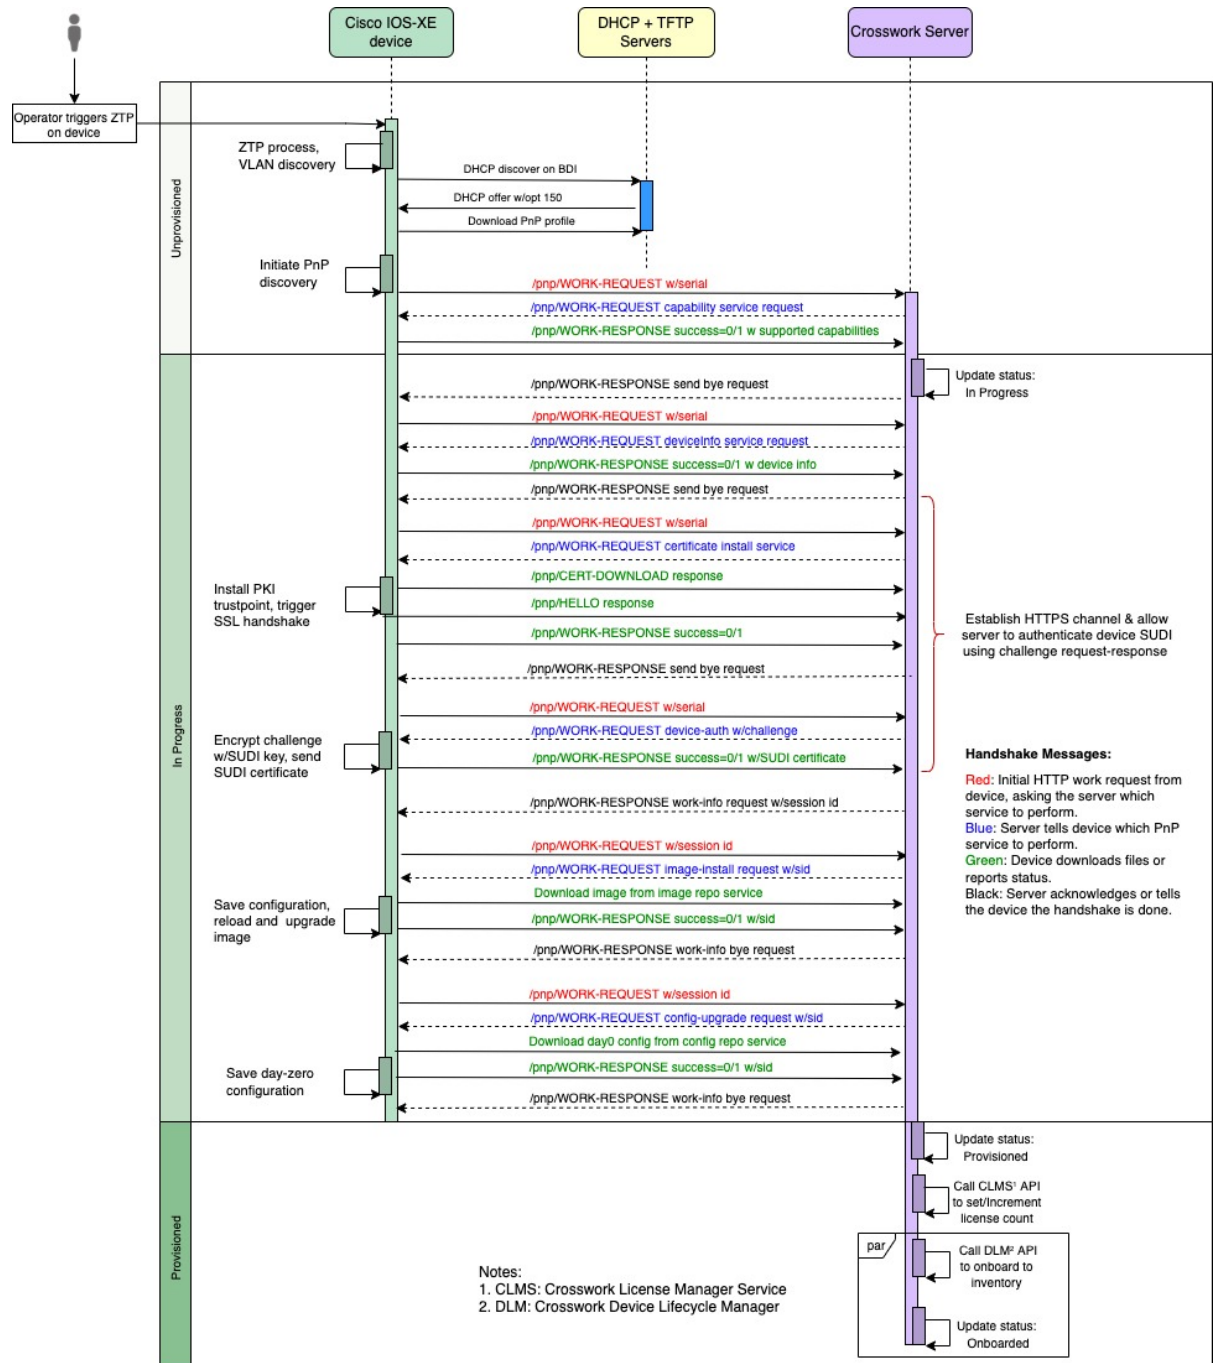 Cisco IOS-XE
device
DHCP + TFTP
Servers
Crosswork Server
Operator triggers ZTP
on device
Unprovisioned
ZTP process,
VLAN discovery
DHCP discover on BDI
DHCP offer w/opt 150
Download PnP profile
Initiate PnP
discovery
/pnp/WORK-REQUEST w/serial
/pnp/WORK-REQUEST capability service request
/pnp/WORK-RESPONSE success=0/1 w supported capabilities
In Progress
Update status:
In Progress
/pnp/WORK-RESPONSE send bye request
/pnp/WORK-REQUEST w/serial
/pnp/WORK-REQUEST deviceInfo service request
/pnp/WORK-RESPONSE success=0/1 w device info
/pnp/WORK-RESPONSE send bye request
/pnp/WORK-REQUEST w/serial
/pnp/WORK-REQUEST certificate install service
Install PKI
trustpoint, trigger
SSL handshake
/pnp/CERT-DOWNLOAD response
/pnp/HELLO response
/pnp/WORK-RESPONSE success=0/1
/pnp/WORK-RESPONSE send bye request
Establish HTTPS channel & allow
server to authenticate device SUDI
using challenge request-response
/pnp/WORK-REQUEST w/serial
/pnp/WORK-REQUEST device-auth w/challenge
Encrypt challenge
w/SUDI key, send
SUDI certificate
/pnp/WORK-RESPONSE success=0/1 w/SUDI certificate
/pnp/WORK-RESPONSE work-info request w/session id
Handshake Messages:
Red: Initial HTTP work request from
device, asking the server which
service to perform.
Blue: Server tells device which PnP
service to perform.
Green: Device downloads files or
reports status.
Black: Server acknowledges or tells
the device the handshake is done.
/pnp/WORK-REQUEST w/session id
/pnp/WORK-REQUEST image-install request w/sid
Download image from image repo service
Save configuration,
reload and upgrade
image
/pnp/WORK-RESPONSE success=0/1 w/sid
/pnp/WORK-RESPONSE work-info bye request
/pnp/WORK-REQUEST w/session id
/pnp/WORK-REQUEST config-upgrade request w/sid
Download day0 config from config repo service
Save day-zero
configuration
/pnp/WORK-RESPONSE success=0/1 w/sid
/pnp/WORK-RESPONSE work-info bye request
Provisioned
Update status:
Provisioned
Call CLMS¹ API
to set/Increment
license count
par
Call DLM² API
to onboard to
inventory
Update status:
Onboarded
Notes:
1. CLMS: Crosswork License Manager Service
2. DLM: Crosswork Device Lifecycle Manager